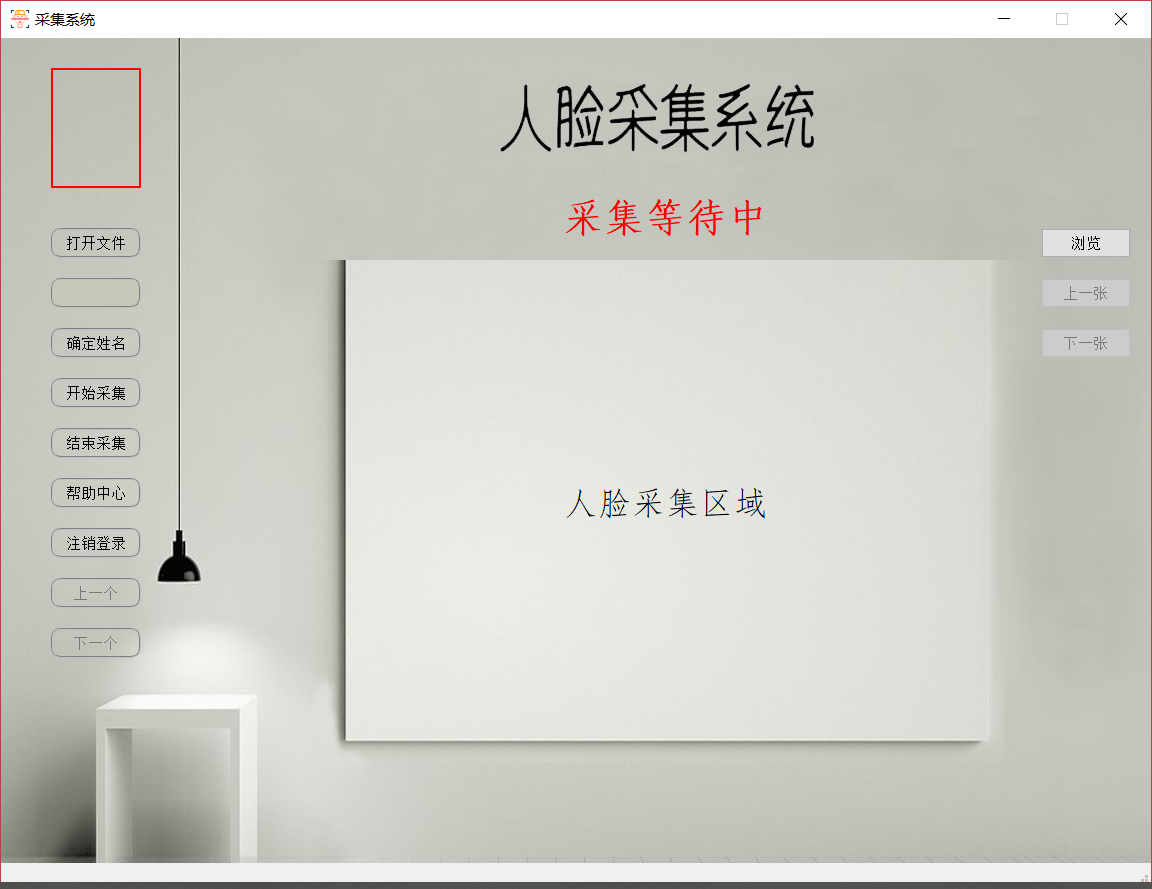 采集系统
人脸采集系统
采集等待中
打开文件
确定姓名
开始采集
结束采集
帮助中心
注销登录
上一个
下一个
人脸采集区域
浏览
上一张
下一张